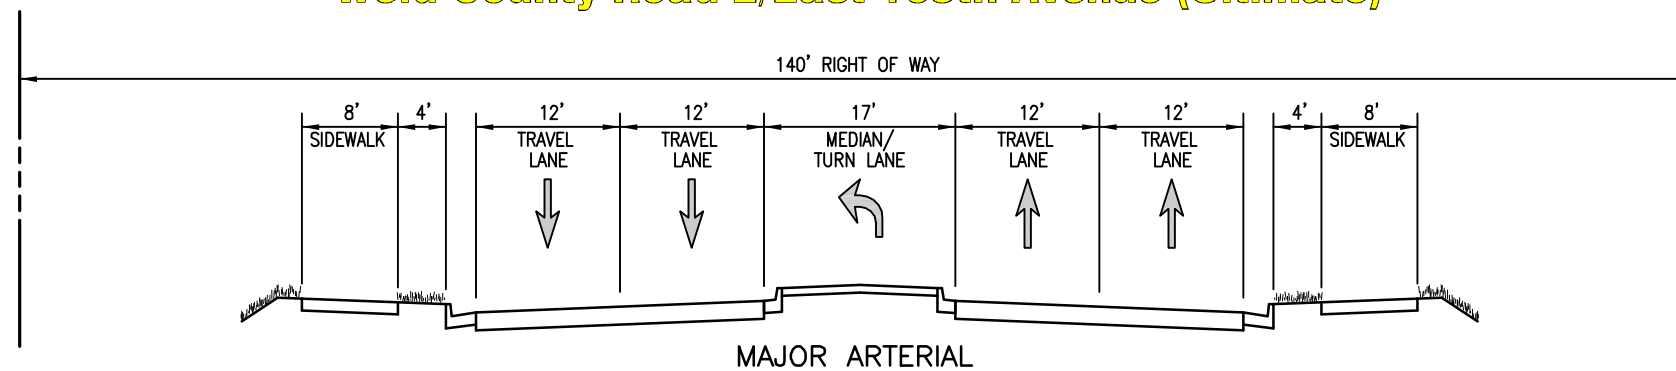 140' RIGHT OF WAY
8' 4' 12' 12' 17' 12' 12' 4' 8'
SIDEWALK TRAVEL LANE TRAVEL LANE MEDIAN/ TURN LANE TRAVEL LANE TRAVEL LANE SIDEWALK
MAJOR ARTERIAL